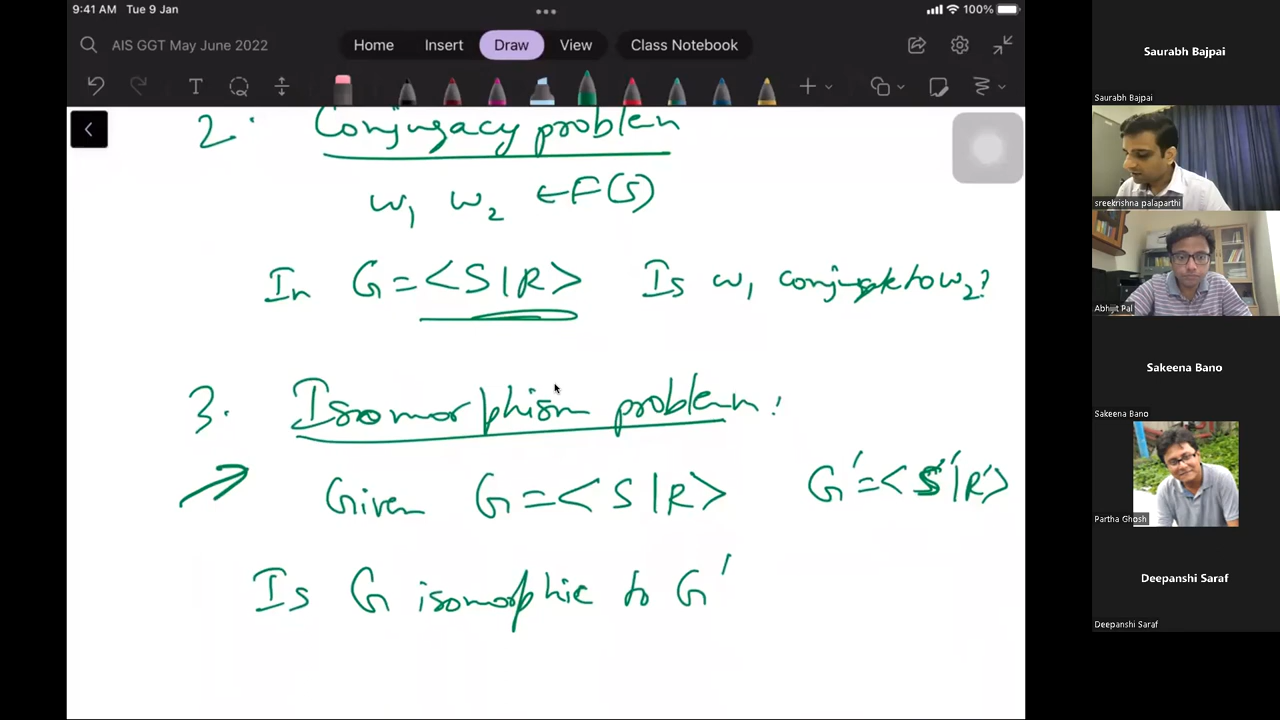 9:41 AM Tue 9 Jan
100%
AIS GGT May June 2022
Home Insert Draw View Class Notebook
2. Conjugacy problem
w1 w2 ∈ F(S)
In G = <S|R> Is w1 conjugate to w2?
3. Isomorphism problem:
Given G = <S|R> G' = <S'|R'>
Is G isomorphic to G'
Saurabh Bajpai
Saurabh Bajpai
sreekrishna palaparthi
Abhijit Pal
Sakeena Bano
Sakeena Bano
Partha Ghosh
Deepanshi Saraf
Deepanshi Saraf